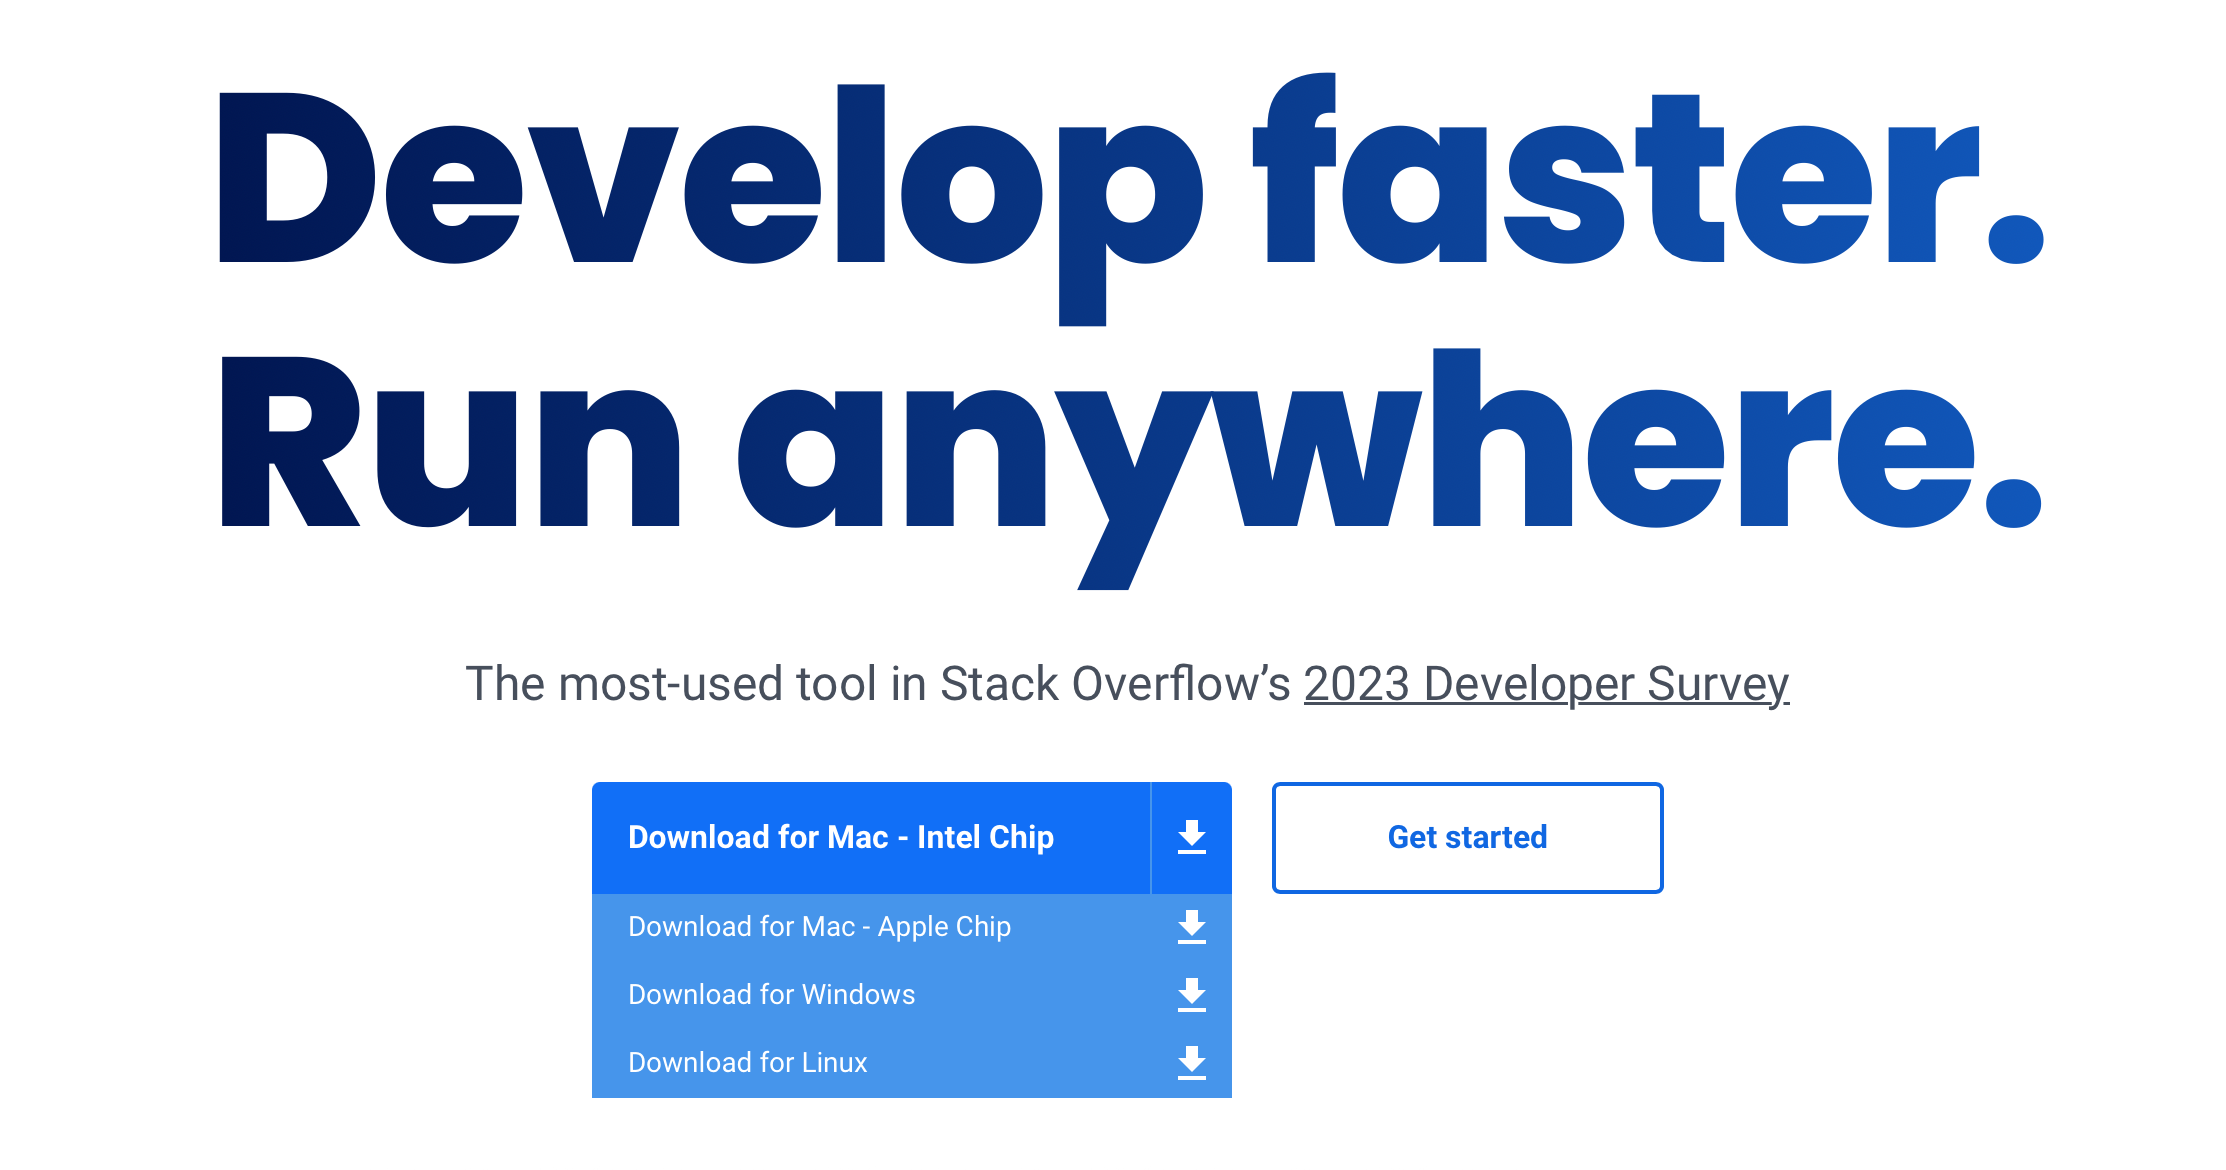 Develop faster.
Run anywhere.
The most-used tool in Stack Overflow’s 2023 Developer Survey
Download for Mac - Intel Chip
Get started
Download for Mac - Apple Chip
Download for Windows
Download for Linux